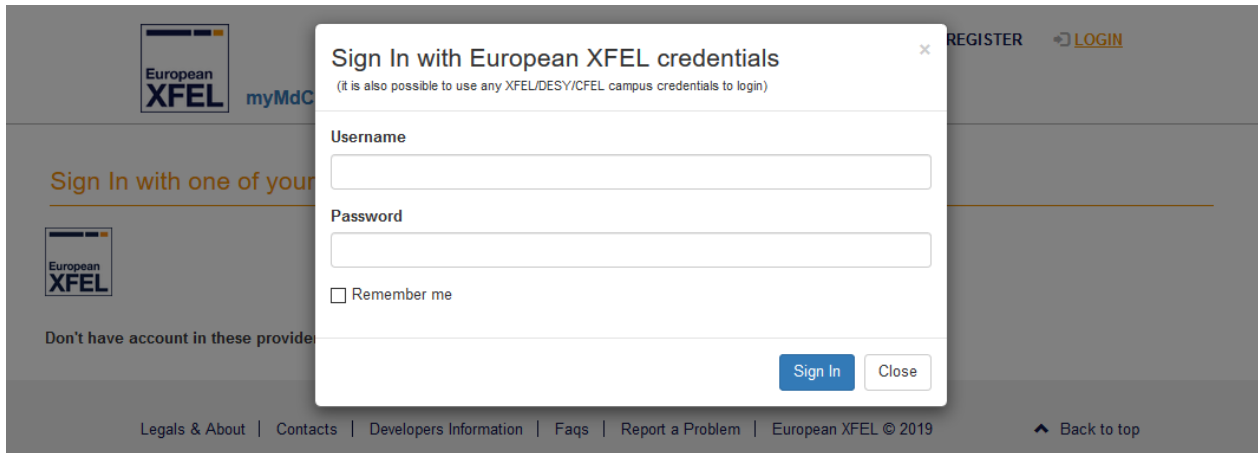 European
XFEL
myMdC
REGISTER
LOGIN
Sign In with European XFEL credentials
×
(it is also possible to use any XFEL/DESY/CFEL campus credentials to login)
Username
Password
Remember me
Sign In
Close
Sign In with one of your
European
XFEL
Don't have account in these
Legals & About | Contacts | Developers Information | Faqs | Report a Problem | European XFEL © 2019
Back to top